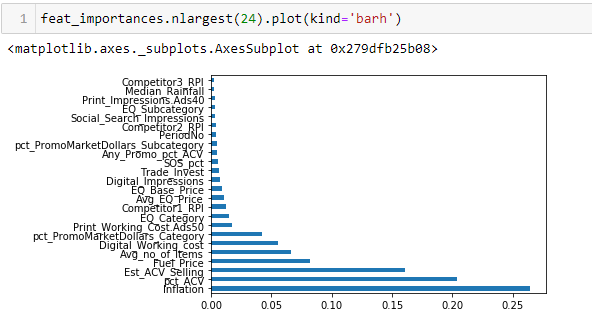 1 feat_importances.nlargest(24).plot(kind='barh')
<matplotlib.axes._subplots.AxesSubplot at 0x279dfb25b08>
Competitor3_RPI
Median_Rainfall
Print_Impressions.Ads40
EQ_Subcategory
Social_Search_Impressions
Competitor2_RPI
PeriodNo
pct_PromoMarketDollars_Subcategory
Any_Promo_pct_ACV
SOS_pct
Trade_Invest
Digital_Impressions
EQ_Base_Price
Avg_EQ_Price
Competitor1_RPI
EQ_Category
Print_Working_Cost.Ads50
pct_PromoMarketDollars_Category
Digital_Working_cost
Avg_no_of_Items
Fuel_Price
Est_ACV_Selling
pct_ACV
Inflation
0.00 0.05 0.10 0.15 0.20 0.25